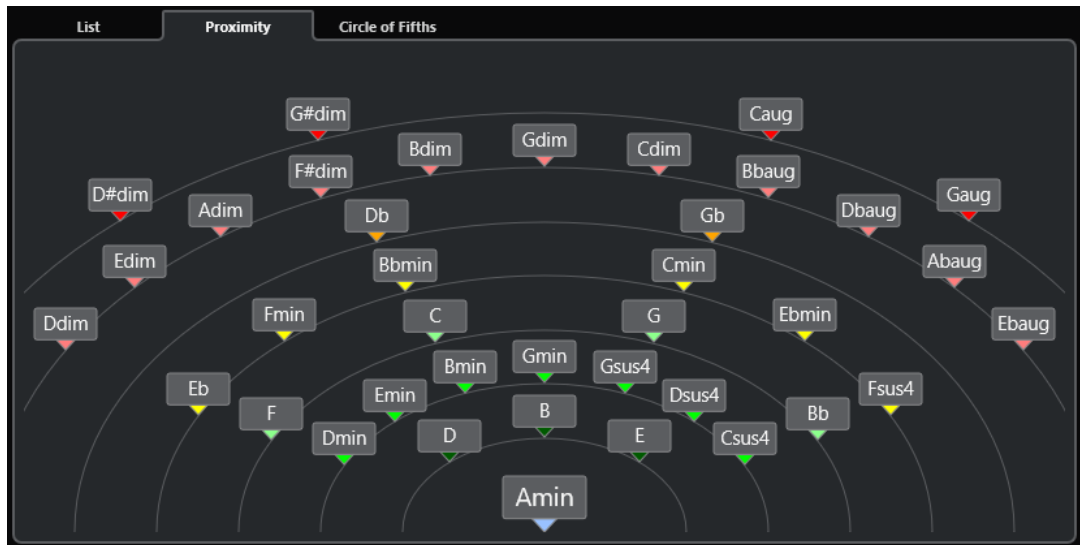 List Proximity Circle of Fifths
G#dim Caug
Bdim Gdim Cdim
F#dim Bbaug
D#dim Adim Dbaug Gaug
Db Gb
Edim Bbmin Cmin Abaug
Ddim Fmin C G Ebmin Ebaug
Bmin Gmin Gsus4
Eb Emin Dsus4 Fsus4
F B Bb
Dmin D E Csus4
Amin